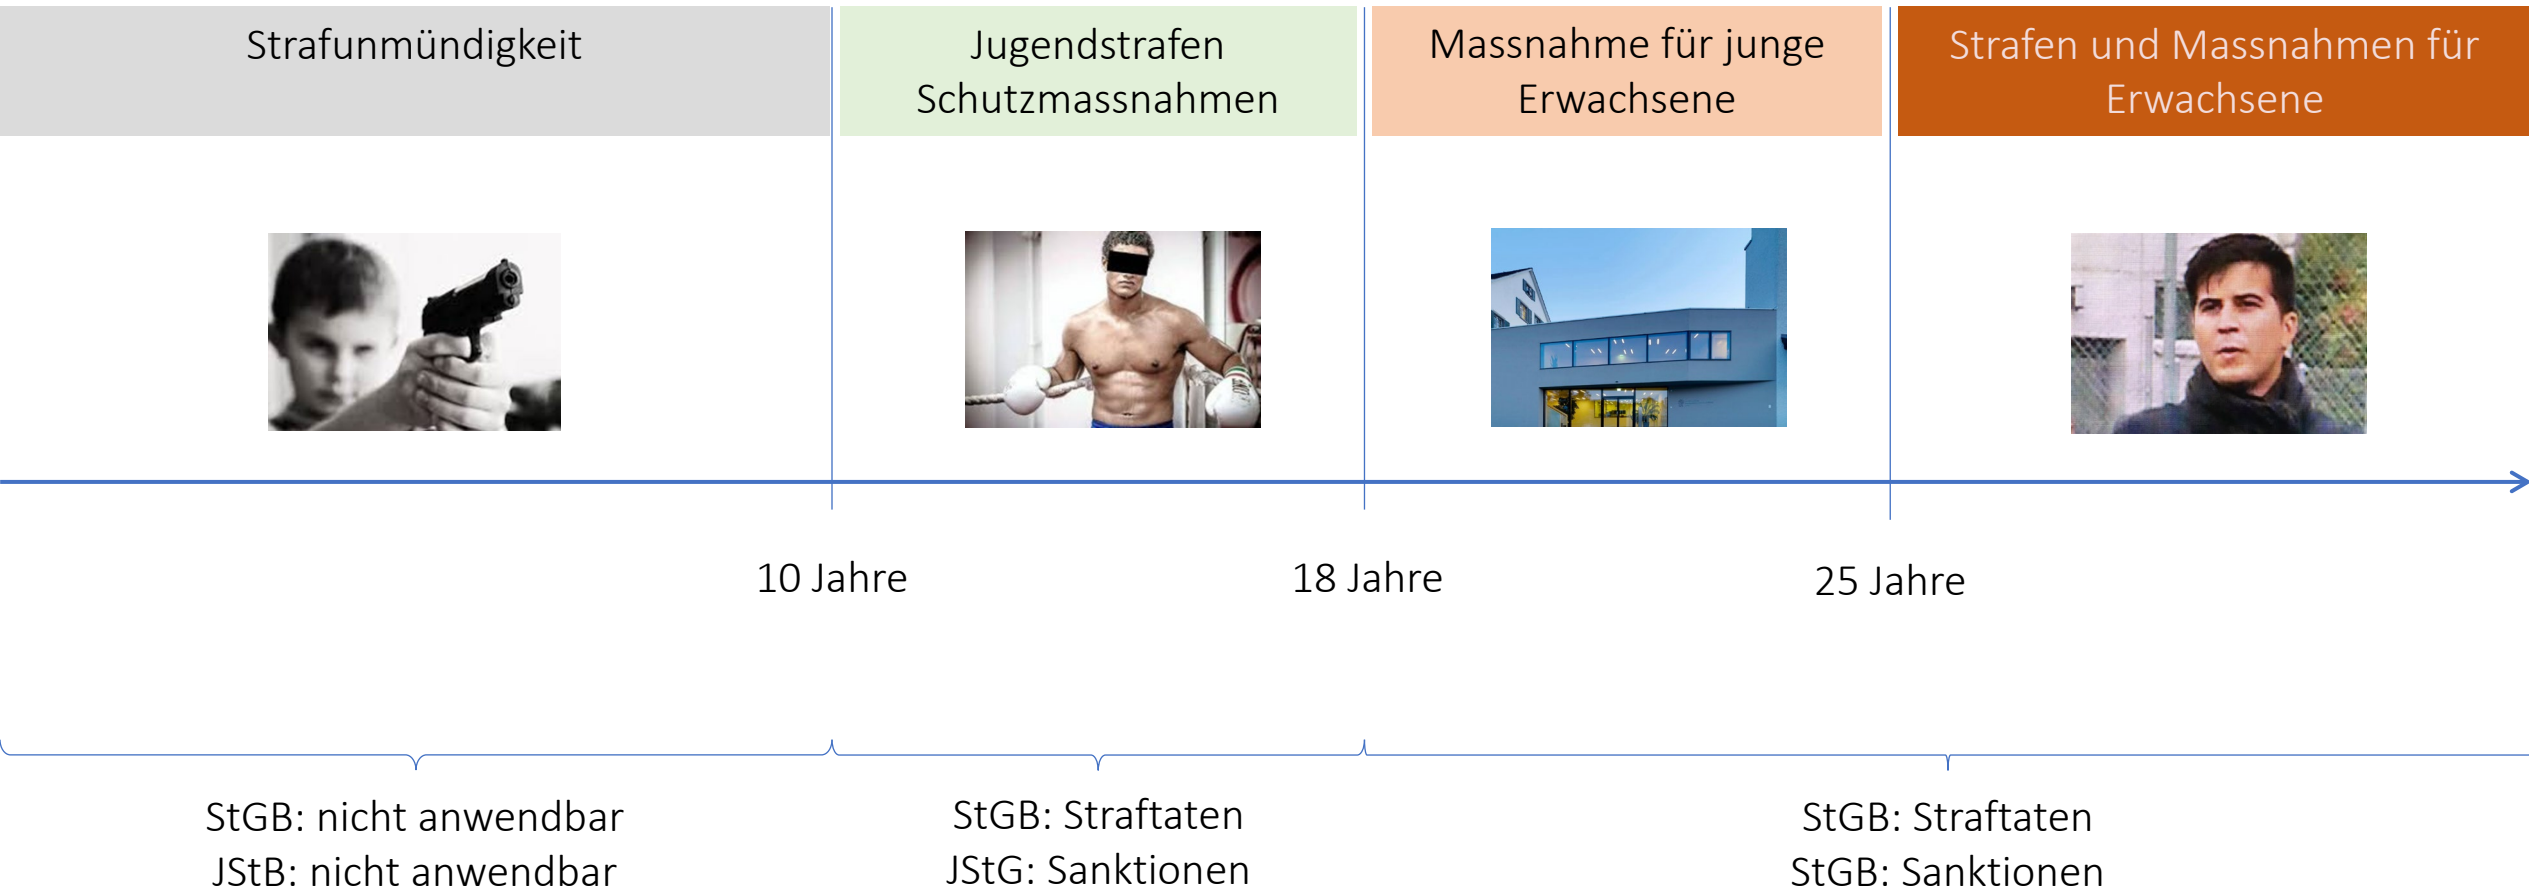 Strafunmündigkeit
Jugendstrafen
Schutzmassnahmen
Massnahme für junge
Erwachsene
Strafen und Massnahmen für
Erwachsene
10 Jahre
18 Jahre
25 Jahre
StGB: nicht anwendbar
JStB: nicht anwendbar
StGB: Straftaten
JStG: Sanktionen
StGB: Straftaten
StGB: Sanktionen